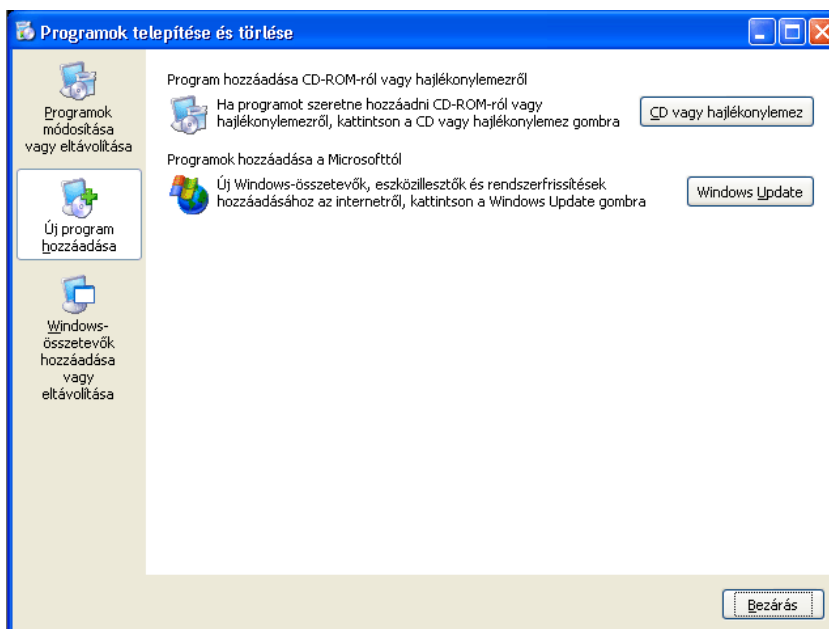 Programok telepítése és törlése
Programok
módosítása
vagy eltávolítása
Új program
hozzáadása
Windows-
összetevők
hozzáadása
vagy
eltávolítása
Program hozzáadása CD-ROM-ról vagy hajlékonylemezről
Ha programot szeretne hozzáadni CD-ROM-ról vagy
hajlékonylemezről, kattintson a CD vagy hajlékonylemez gombra
CD vagy hajlékonylemez
Programok hozzáadása a Microsofttól
Új Windows-összetevők, eszközillesztők és rendszerfrissítések
hozzáadásához az internetről, kattintson a Windows Update gombra
Windows Update
Bezárás